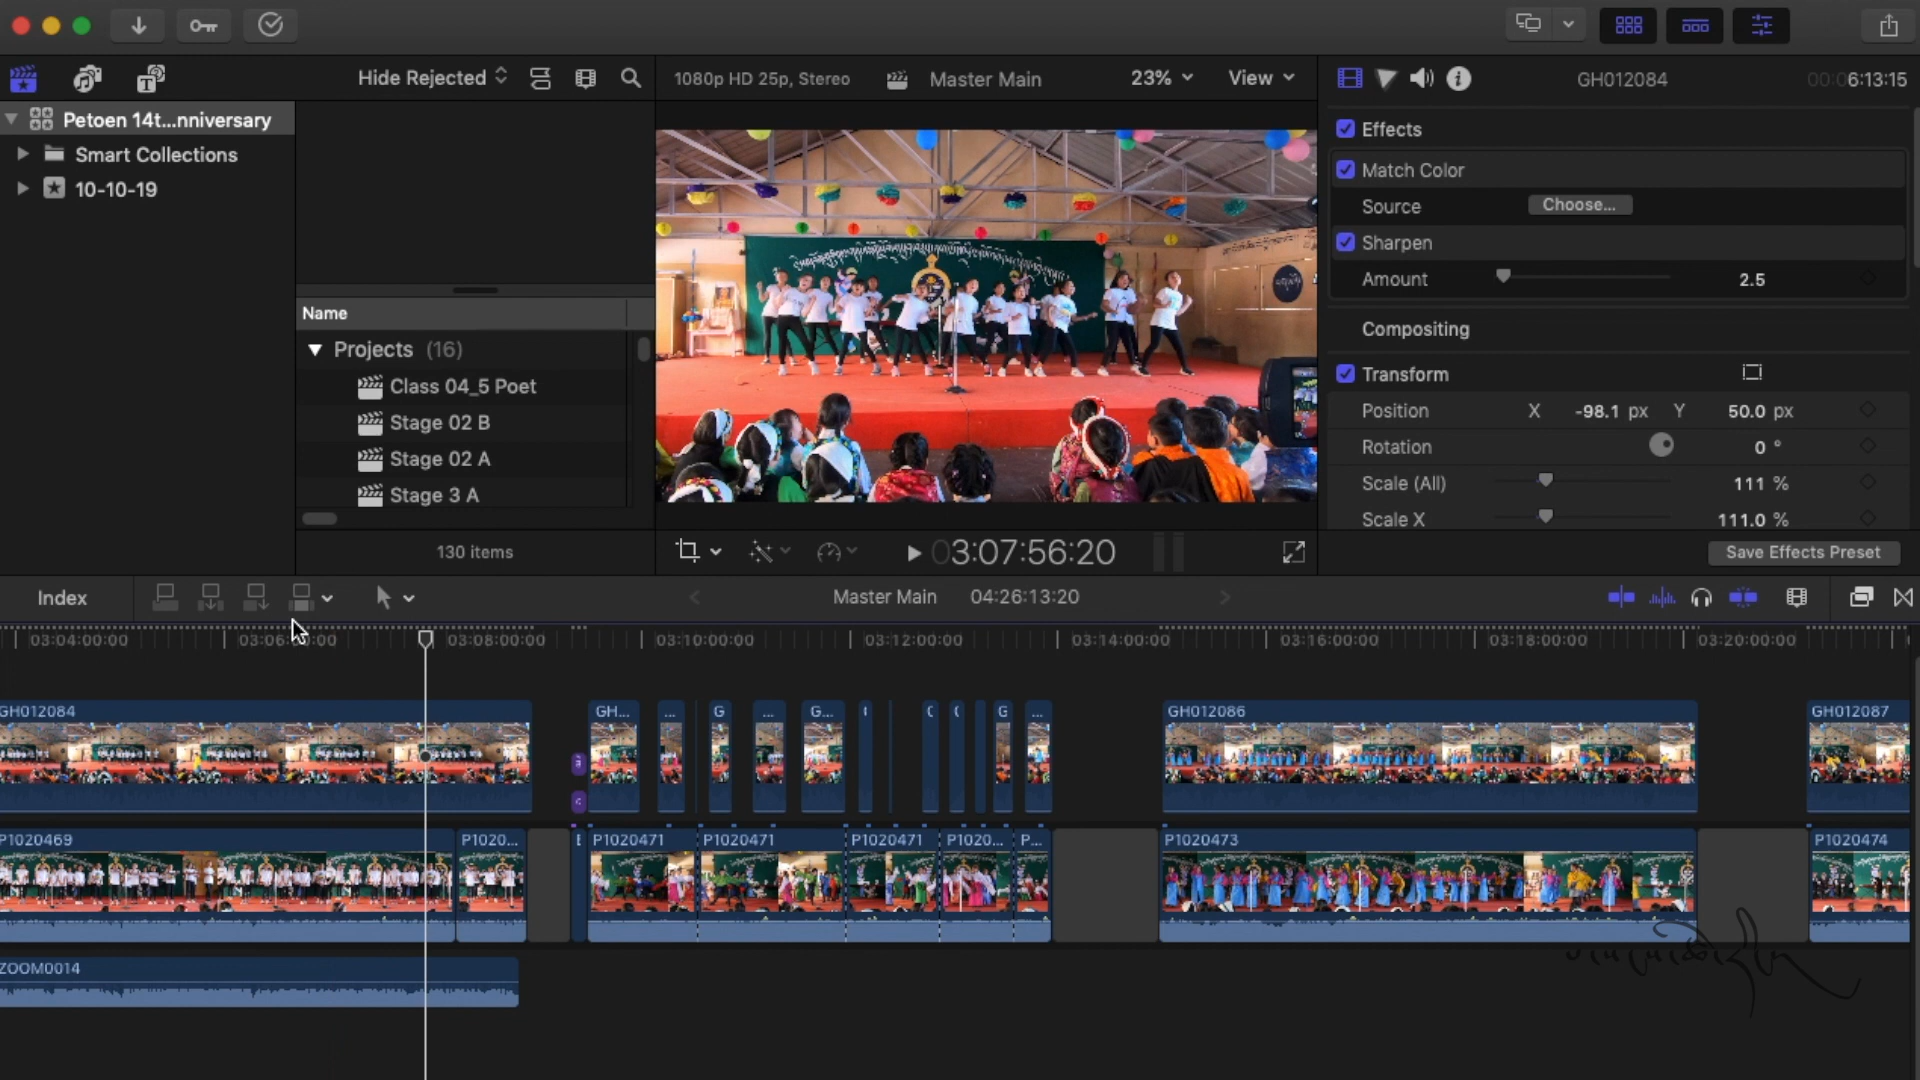 Hide Rejected
1080p HD 25p, Stereo
Master Main
23%
View
GH012084
00:06:13:15
Petoen 14t...nniversary
Smart Collections
10-10-19
Name
Projects (16)
Class 04_5 Poet
Stage 02 B
Stage 02 A
Stage 3 A
130 items
03:07:56:20
Effects
Match Color
Source
Choose...
Sharpen
Amount 2.5
Compositing
Transform
Position X -98.1 px Y 50.0 px
Rotation 0 °
Scale (All) 111 %
Scale X 111.0 %
Save Effects Preset
Index
Master Main 04:26:13:20
03:04:00:00 03:06:00:00 03:08:00:00 03:10:00:00 03:12:00:00 03:14:00:00 03:16:00:00 03:18:00:00 03:20:00:00
GH012084 GH... ... G ... G... G ... GH012086 GH012087
P1020469 P1020... P1020471 P1020471 P1020471 P1020... P... P1020473 P1020474
ZOOM0014